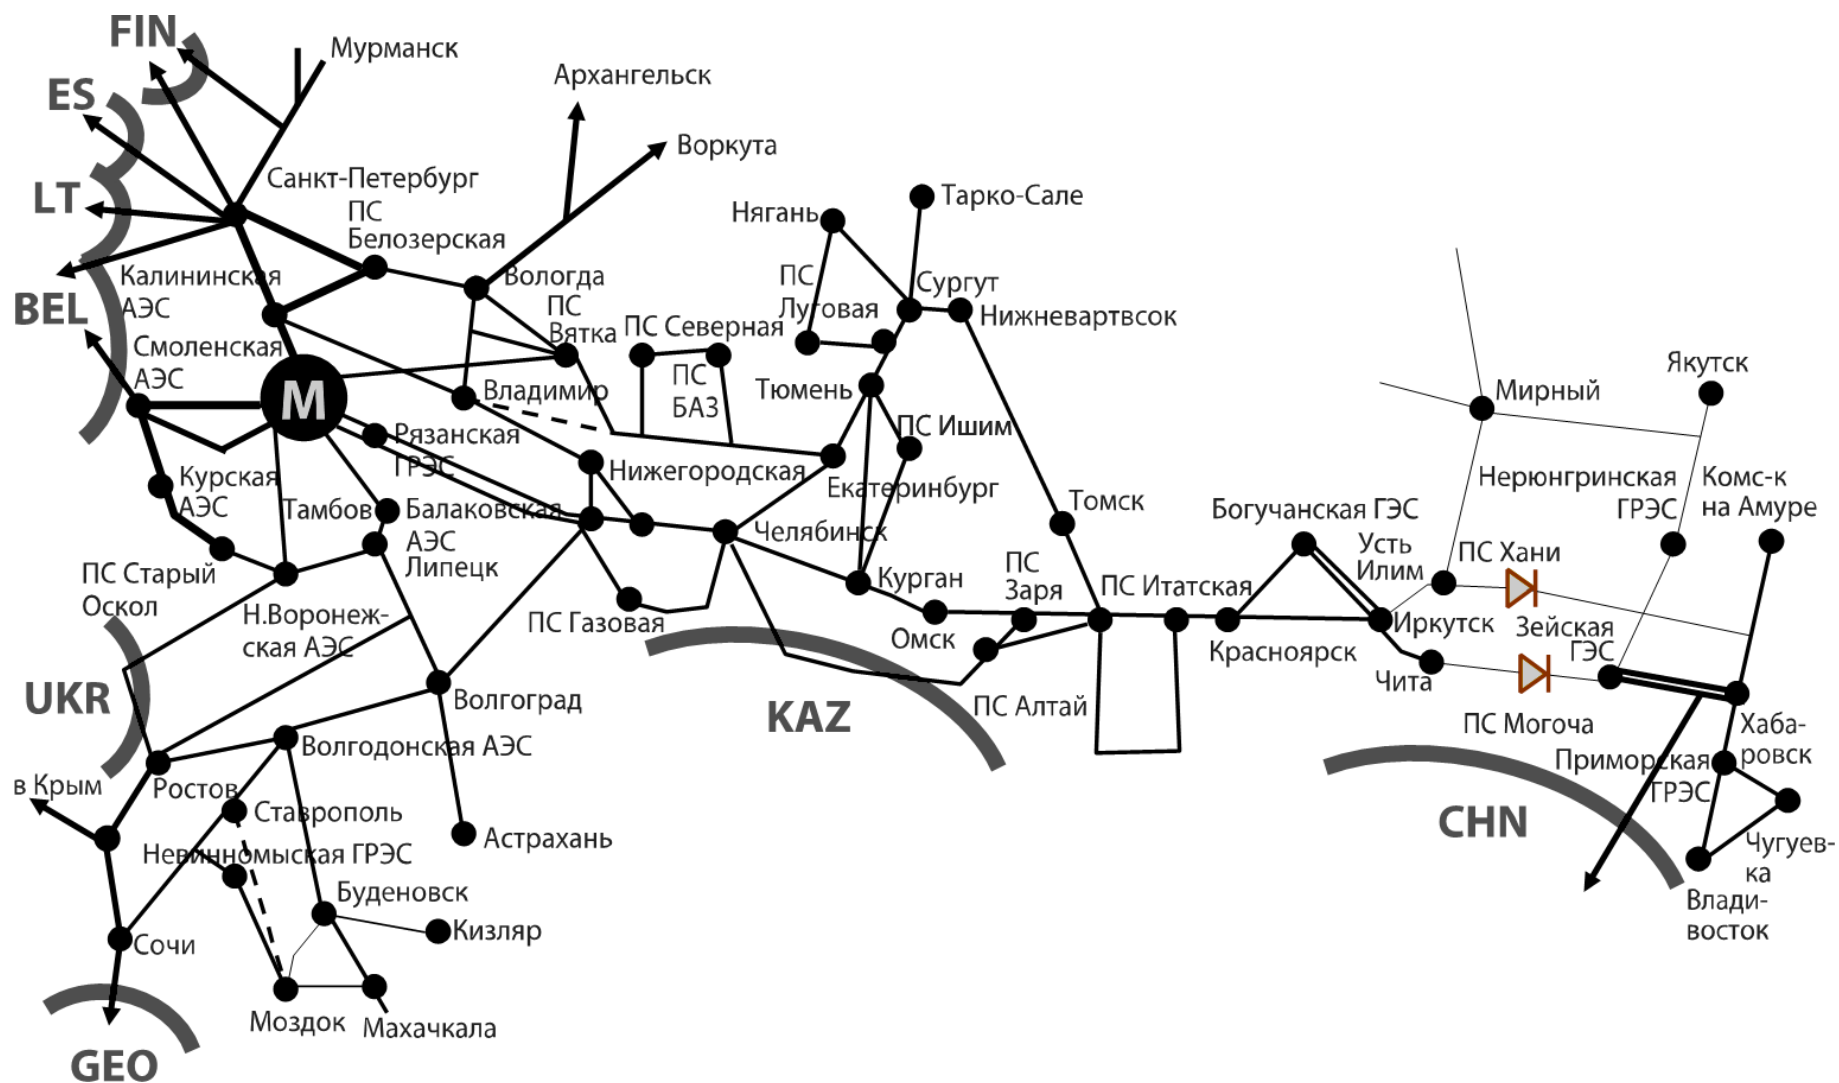 FIN
Мурманск
Архангельск
ES
Воркута
Санкт-Петербург
LT
ПС
Белозерская
Тарко-Сале
Нягань
Калининская
АЭС
Вологда
ПС
Вятка
ПС
Луговая
Сургут
BEL
ПС Северная
Нижневартвсок
Смоленская
АЭС
M
Владимир
ПС
БАЗ
Тюмень
Мирный
Якутск
Рязанская
ГРЭС
ПС Ишим
Курская
АЭС
Нижегородская
Екатеринбург
Нерюнгринская
ГРЭС
Комс-к
на Амуре
Тамбов
Балаковская
АЭС
Липецк
Челябинск
Томск
Богучанская ГЭС
Усть
Илим
ПС Хани
ПС Старый
Оскол
Н.Воронеж-
ская АЭС
ПС Газовая
Курган
ПС
Заря
ПС Итатская
Омск
Красноярск
Иркутск
Зейская
ГЭС
UKR
Волгоград
KAZ
ПС Алтай
Чита
ПС Могоча
Хаба-
ровск
Волгодонская АЭС
в Крым
Ростов
Приморская
ГРЭС
Ставрополь
CHN
Астрахань
Чугуев-
ка
Невинномыская ГРЭС
Буденовск
Влади-
восток
Сочи
Кизляр
Моздок
Махачкала
GEO